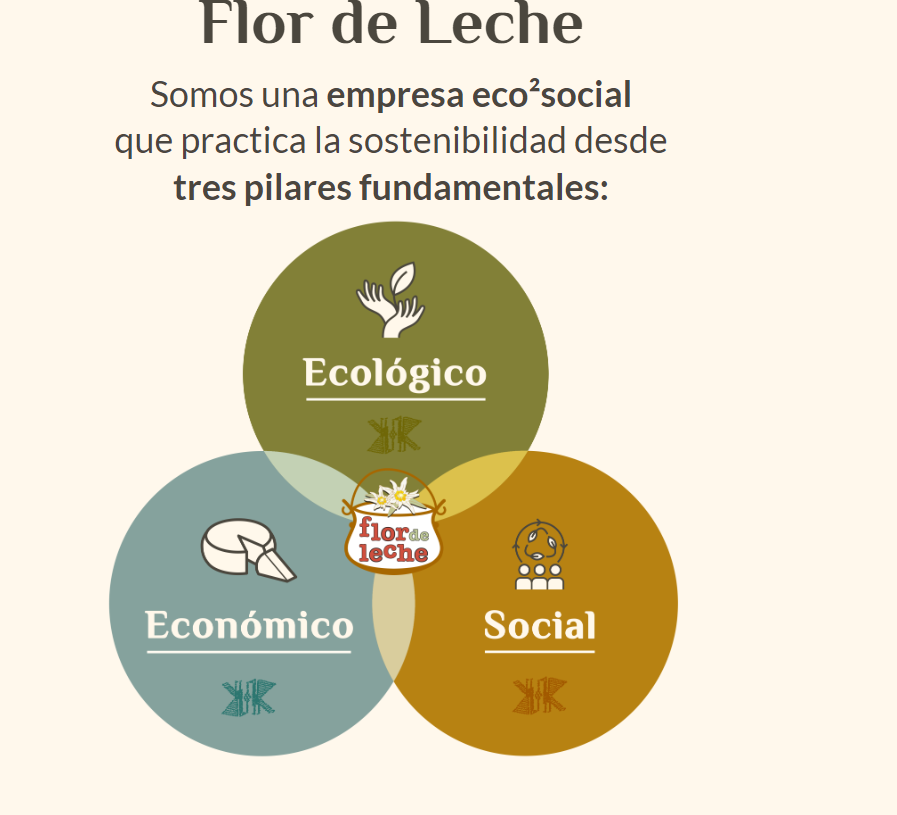 Flor de Leche
Somos una empresa eco²social
que practica la sostenibilidad desde
tres pilares fundamentales:
Ecológico
flor de
leche
Económico
Social